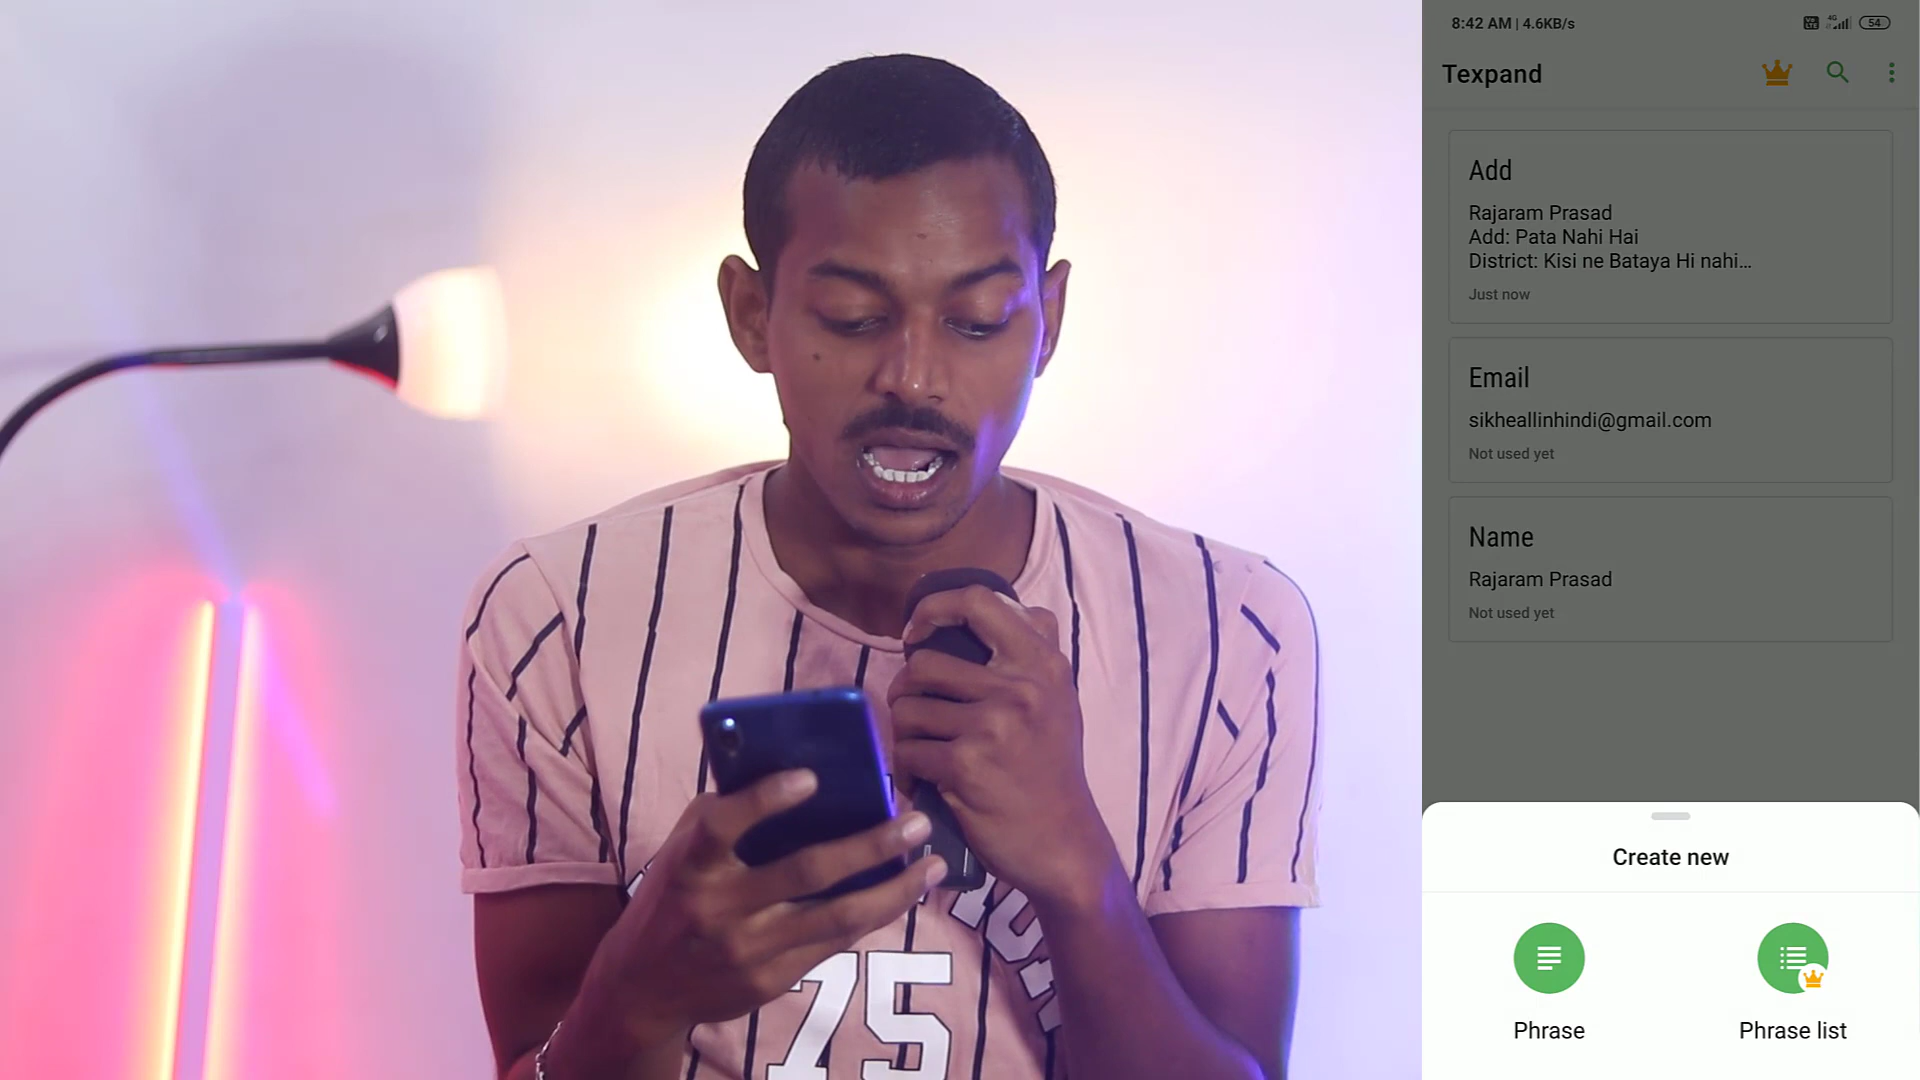 8:42 AM | 4.6KB/s
4G
54
Texpand
Add
Rajaram Prasad
Add: Pata Nahi Hai
District: Kisi ne Bataya Hi nahi...
Just now
Email
sikheallinhindi@gmail.com
Not used yet
Name
Rajaram Prasad
Not used yet
Create new
Phrase
Phrase list
75